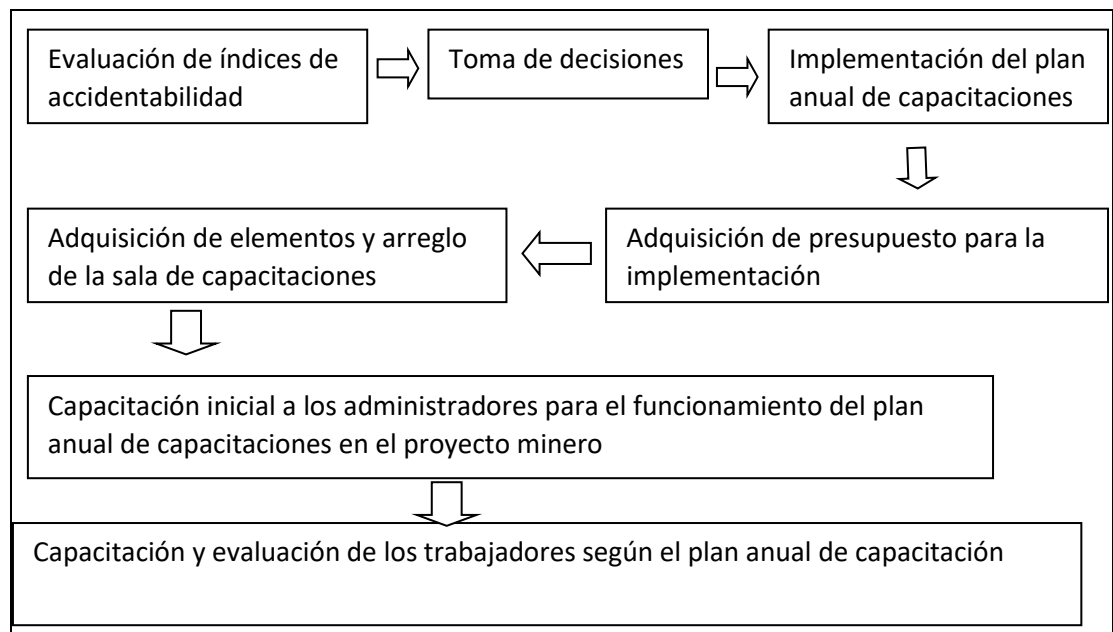 Evaluación de índices de
accidentabilidad
Toma de decisiones
Implementación del plan
anual de capacitaciones
Adquisición de elementos y arreglo
de la sala de capacitaciones
Adquisición de presupuesto para la
implementación
Capacitación inicial a los administradores para el funcionamiento del plan
anual de capacitaciones en el proyecto minero
Capacitación y evaluación de los trabajadores según el plan anual de capacitación